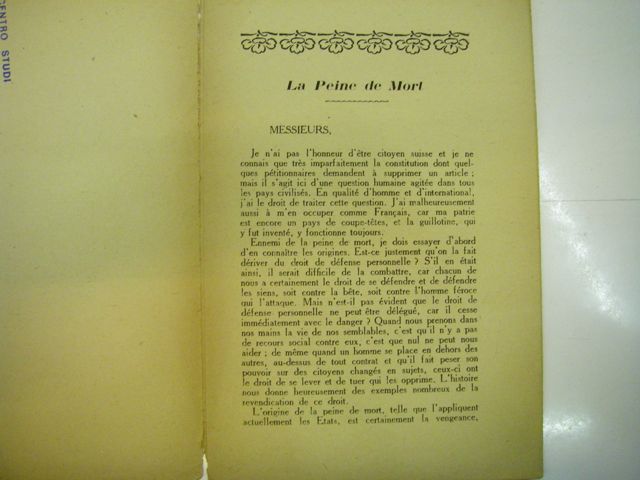 CENTRO STUDI
La Peine de Mort
MESSIEURS,
Je n'ai pas l'honneur d'être citoyen suisse et je ne
connais que très imparfaitement la constitution dont quel-
ques pétitionnaires demandent à supprimer un article ;
mais il s'agit ici d'une question humaine agitée dans tous
les pays civilisés. En qualité d'homme et d'international,
j'ai le droit de traiter cette question. J'ai malheureusement
aussi à m'en occuper comme Français, car ma patrie
est encore un pays de coupe-têtes, et la guillotine, qui
y fut inventé, y fonctionne toujours.
Ennemi de la peine de mort, je dois essayer d'abord
d'en connaître les origines. Est-ce justement qu'on la fait
dériver du droit de défense personnelle ? S'il en était
ainsi, il serait difficile de la combattre, car chacun de
nous a certainement le droit de se défendre et de défendre
les siens, soit contre la bête, soit contre l'homme féroce
qui l'attaque. Mais n'est-il pas évident que le droit de
défense personnelle ne peut être délégué, car il cesse
immédiatement avec le danger ? Quand nous prenons dans
nos mains la vie de nos semblables, c'est qu'il n'y a pas
de recours social contre eux, c'est que nul ne peut nous
aider ; de même quand un homme se place en dehors des
autres, au-dessus de tout contrat et qu'il fait peser son
pouvoir sur des citoyens changés en sujets, ceux-ci ont
le droit de se lever et de tuer qui les opprime. L'histoire
nous donne heureusement des exemples nombreux de la
revendication de ce droit.
L'origine de la peine de mort, telle que l'appliquent
actuellement les Etats, est certainement la vengeance,